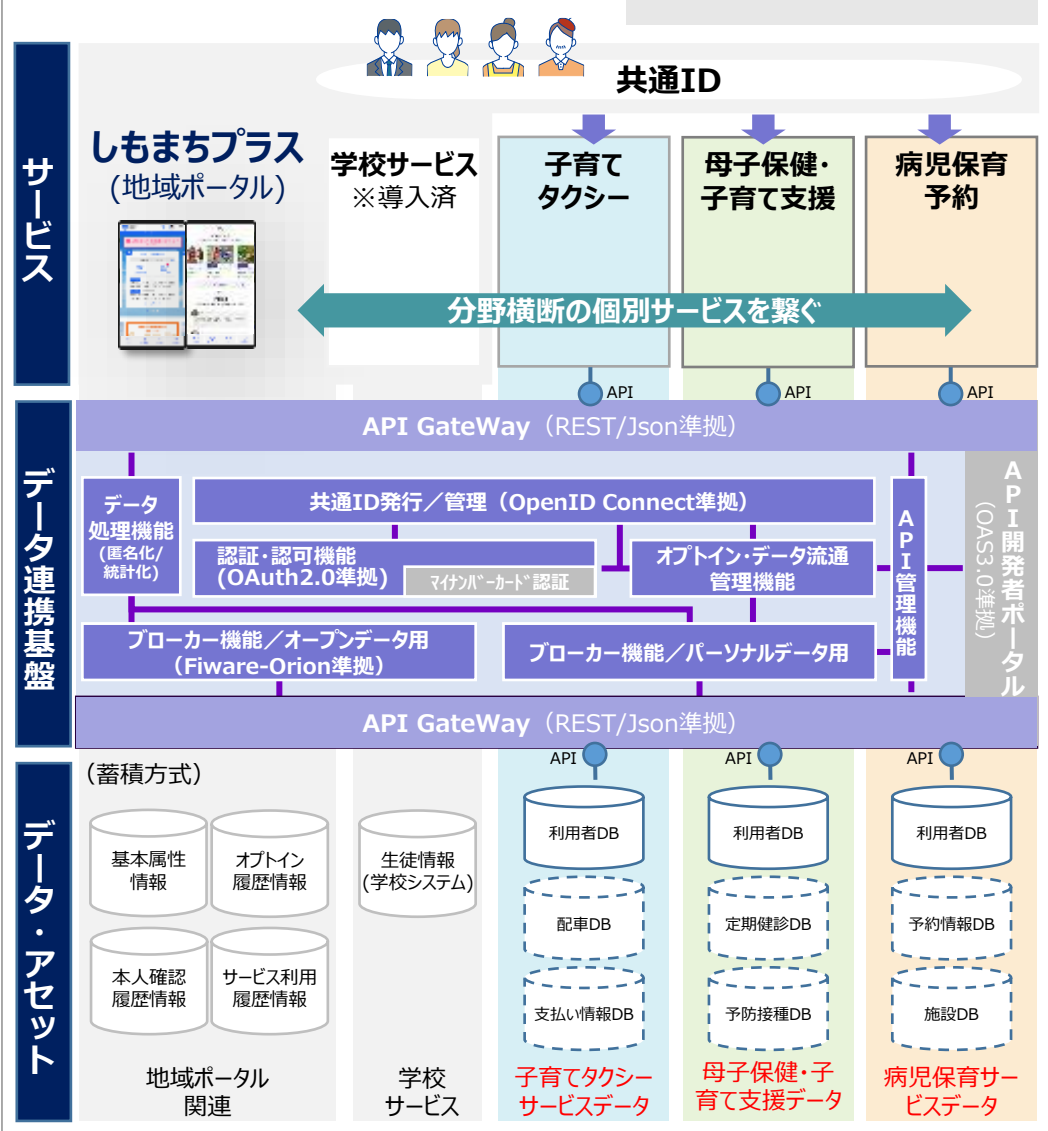 サービス
共通ID
しもまちプラス
(地域ポータル)
学校サービス
※導入済
子育て
タクシー
母子保健・
子育て支援
病児保育
予約
分野横断の個別サービスを繋ぐ
API
API
API
データ連携基盤
API GateWay（REST/Json準拠）
データ
処理機能
(匿名化/
統計化)
共通ID発行／管理（OpenID Connect準拠）
認証・認可機能
(OAuth2.0準拠)
マイナンバーカード認証
オプトイン・データ流通
管理機能
API管理機能
API開発者ポータル
(OAS3.0準拠)
ブローカー機能／オープンデータ用
（Fiware-Orion準拠）
ブローカー機能／パーソナルデータ用
API GateWay（REST/Json準拠）
データ・アセット
（蓄積方式）
API
API
API
基本属性
情報
オプトイン
履歴情報
本人確認
履歴情報
サービス利用
履歴情報
生徒情報
(学校システム)
利用者DB
配車DB
支払い情報DB
利用者DB
定期健診DB
予防接種DB
利用者DB
予約情報DB
施設DB
地域ポータル
関連
学校
サービス
子育てタクシー
サービスデータ
母子保健・子
育て支援データ
病児保育サー
ビスデータ